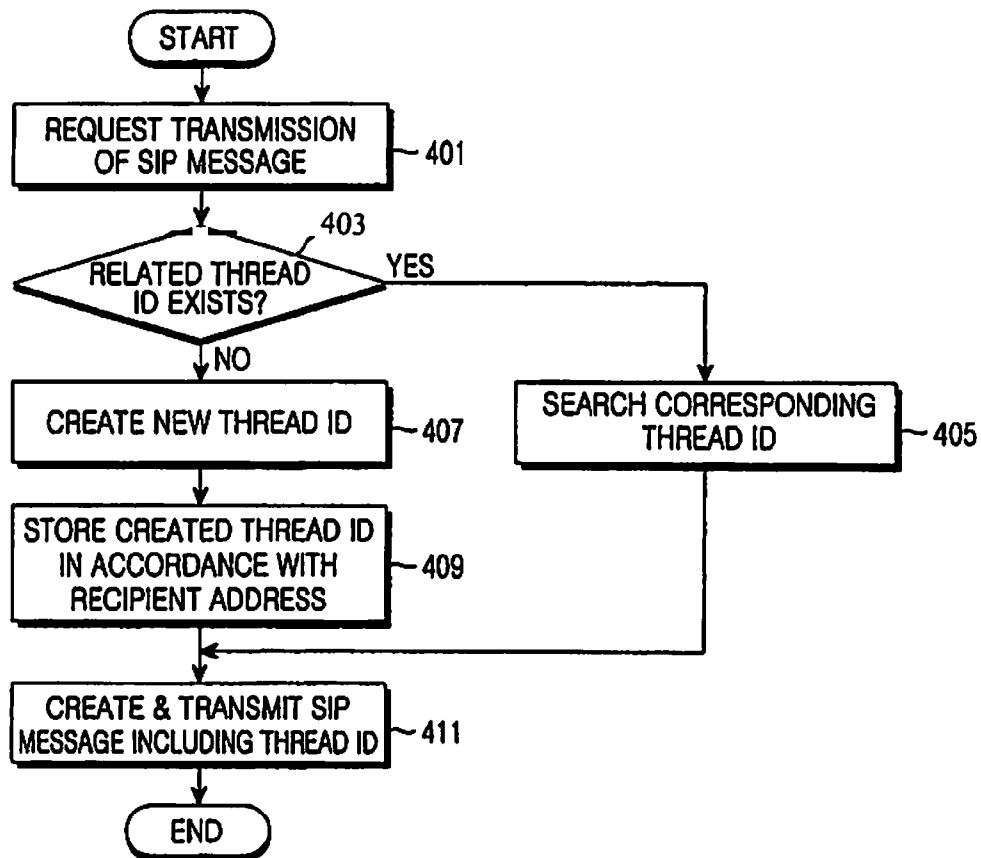 START
REQUEST TRANSMISSION
OF SIP MESSAGE
401
403
RELATED THREAD
ID EXISTS?
YES
NO
CREATE NEW THREAD ID
407
SEARCH CORRESPONDING
THREAD ID
405
STORE CREATED THREAD ID
IN ACCORDANCE WITH
RECIPIENT ADDRESS
409
CREATE & TRANSMIT SIP
MESSAGE INCLUDING THREAD ID
411
END